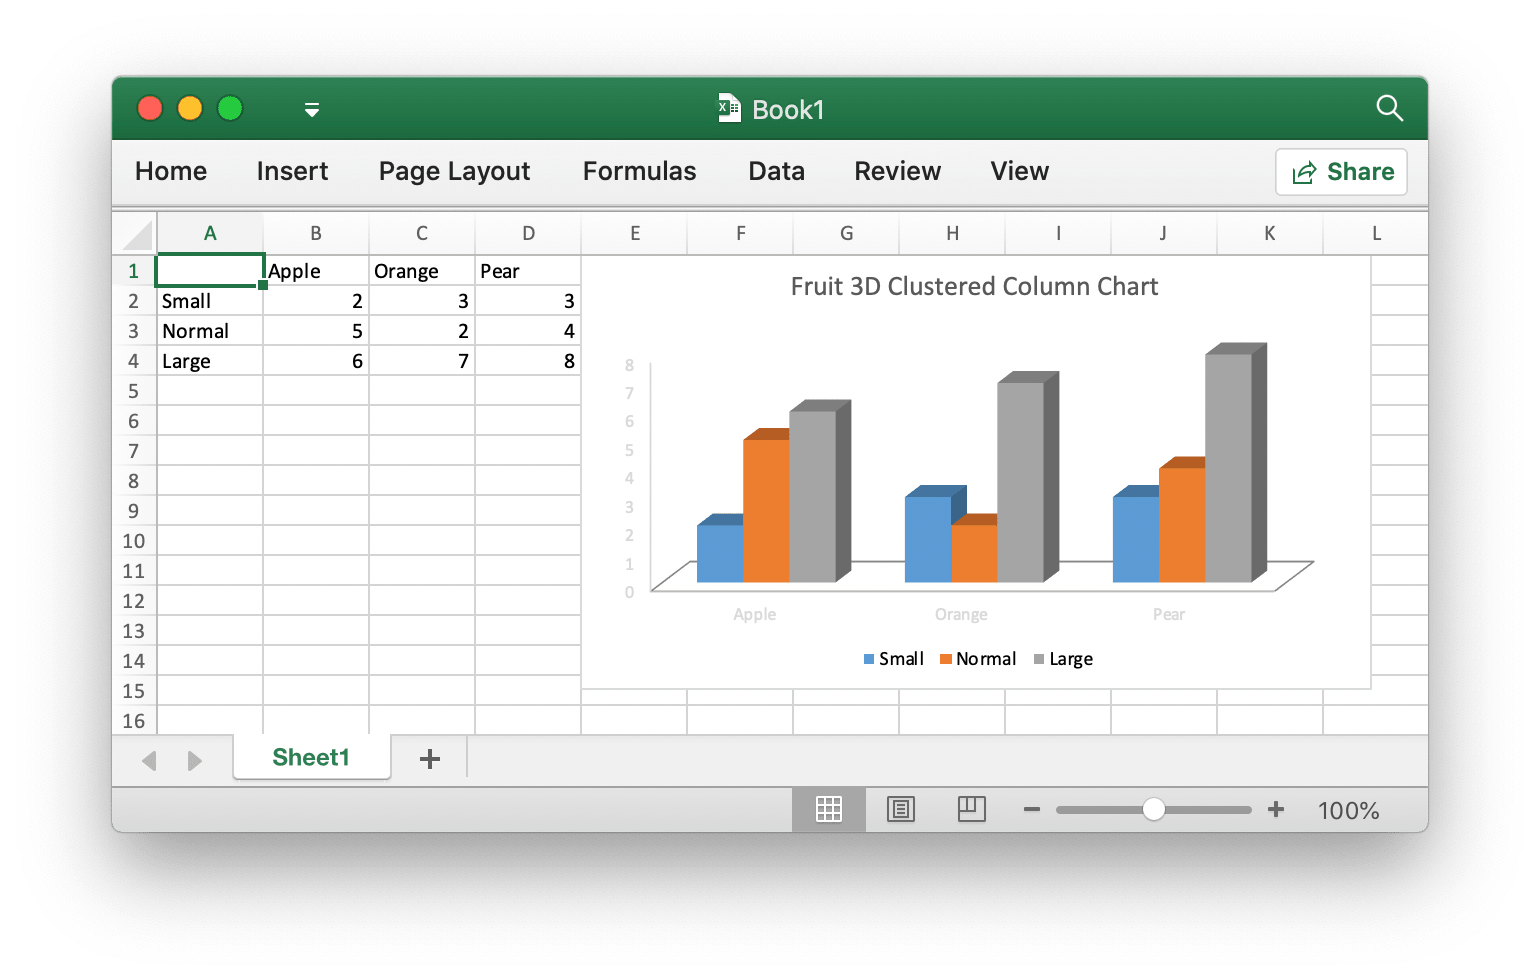 Book1
Home Insert Page Layout Formulas Data Review View Share
A B C D E F G H I J K L
1 Apple Orange Pear
2 Small 2 3 3
3 Normal 5 2 4
4 Large 6 7 8
5
6
7
8
9
10
11
12
13
14
15
16
Fruit 3D Clustered Column Chart
8
7
6
5
4
3
2
1
0
Apple Orange Pear
Small Normal Large
Sheet1 +
100%